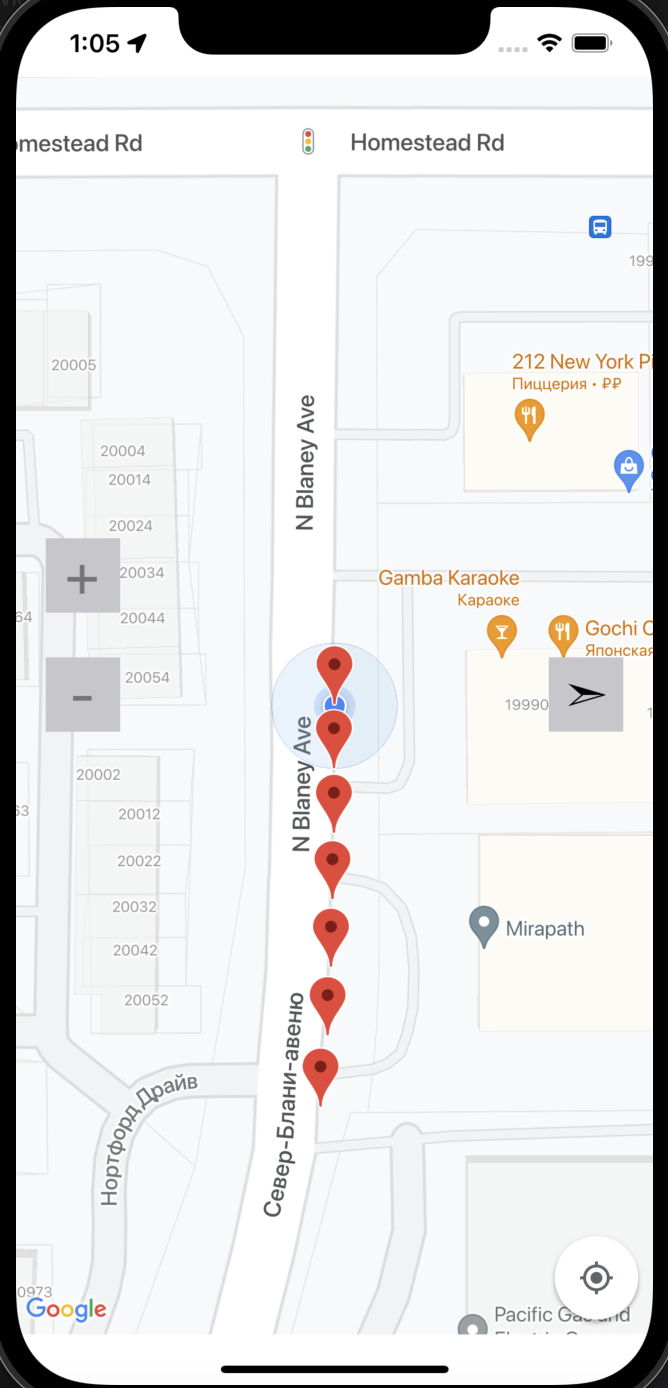 1:05
omestead Rd
Homestead Rd
199
20005
212 New York Pi
Пиццерия • ₽₽
N Blaney Ave
20004
20014
20024
+
20034
Gamba Karaoke
Караоке
64
20044
Gochi
Японская
20054
-
19990
1
20002
N Blaney Ave
63
20012
20022
20032
Mirapath
20042
20052
Север-Блани-авеню
Нортфорд Драйв
0973
Google
Pacific Gas and